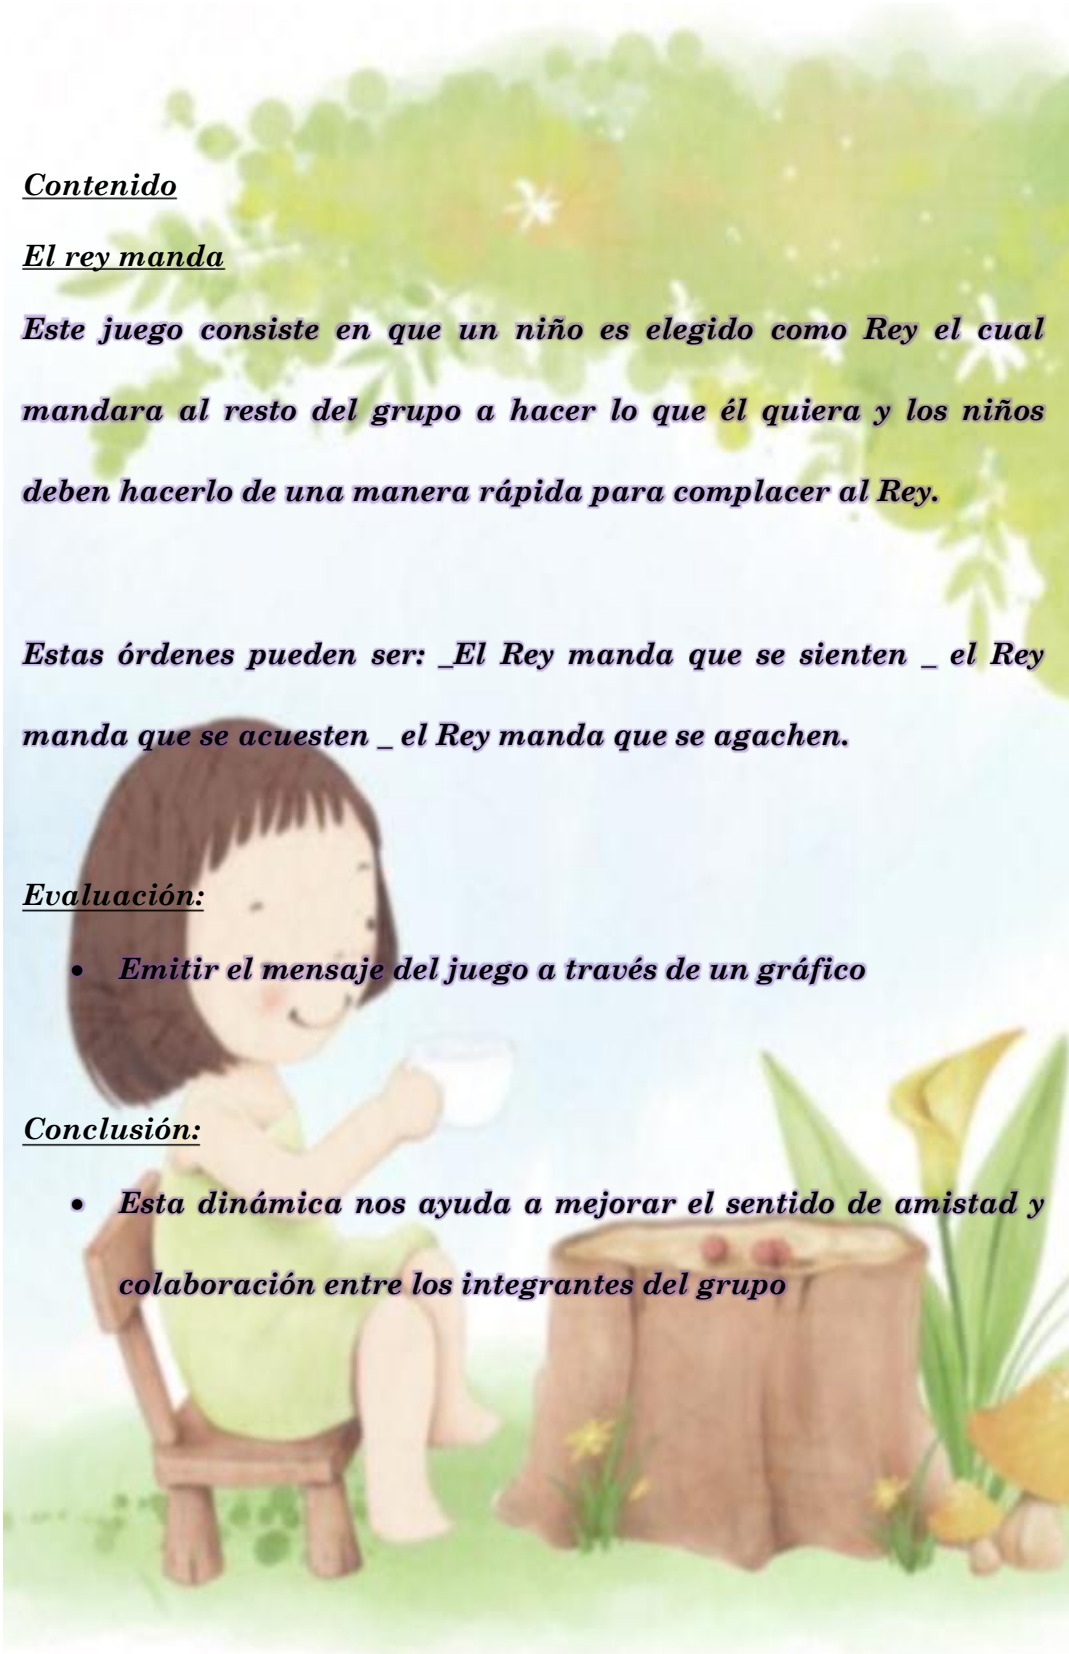 Contenido
El rey manda
Este juego consiste en que un niño es elegido como Rey el cual
mandara al resto del grupo a hacer lo que él quiera y los niños
deben hacerlo de una manera rápida para complacer al Rey.
Estas órdenes pueden ser: _El Rey manda que se sienten _ el Rey
manda que se acuesten _ el Rey manda que se agachen.
Evaluación:
• Emitir el mensaje del juego a través de un gráfico
Conclusión:
• Esta dinámica nos ayuda a mejorar el sentido de amistad y
colaboración entre los integrantes del grupo